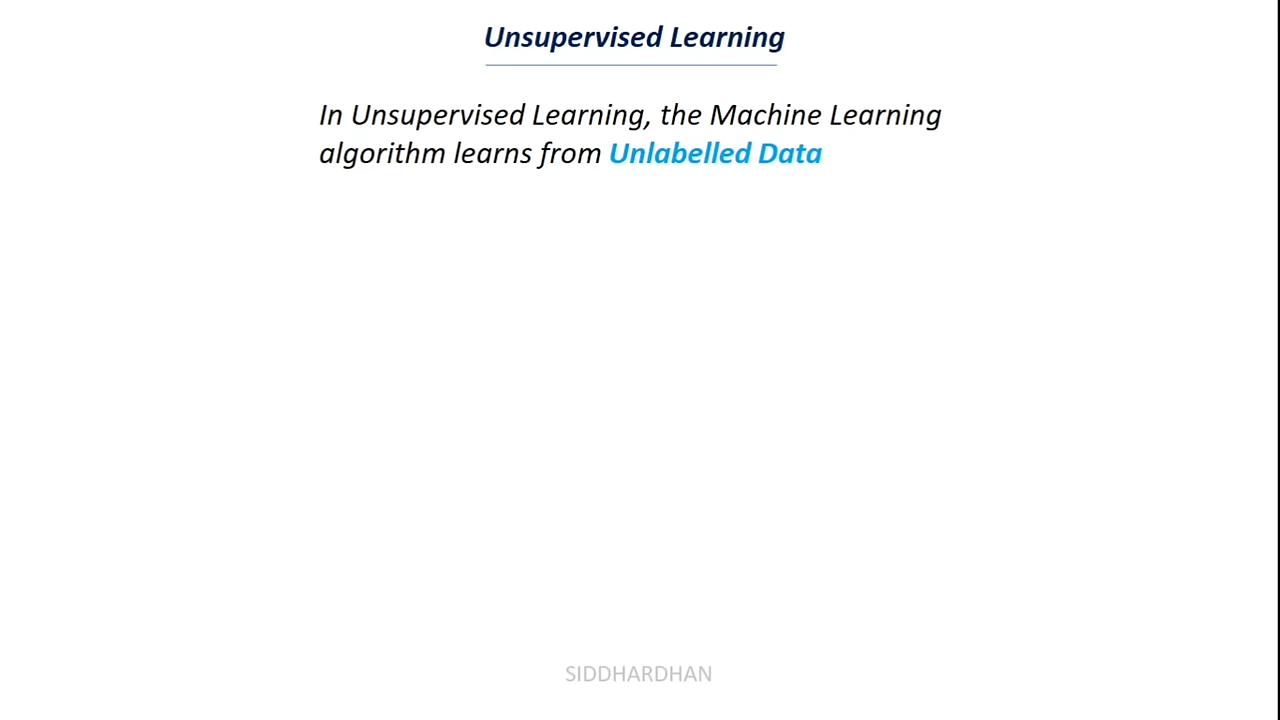 Unsupervised Learning
In Unsupervised Learning, the Machine Learning
algorithm learns from Unlabelled Data
SIDDHARDHAN